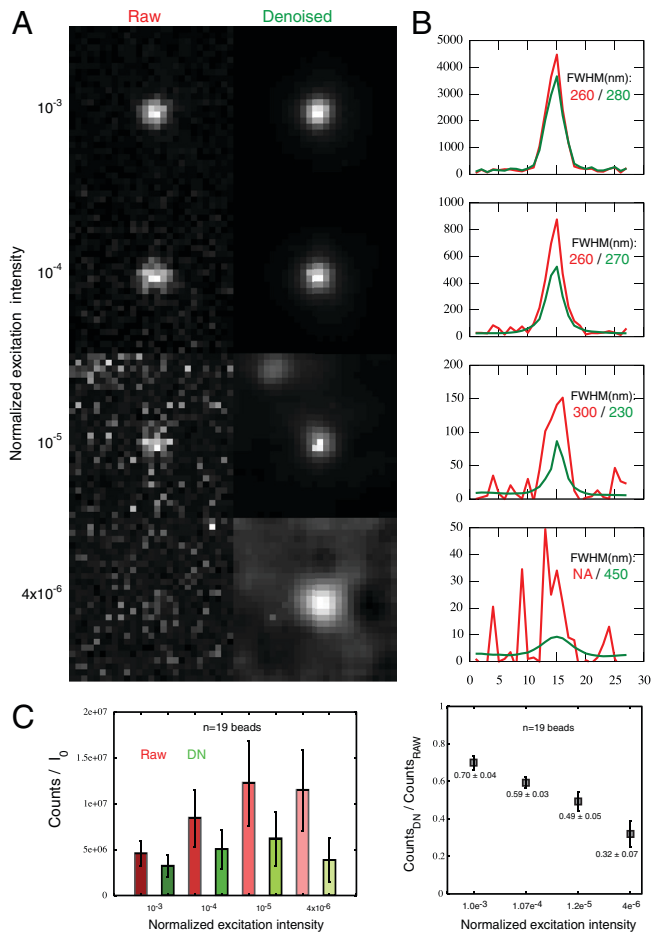 A
Raw
Denoised
Normalized excitation intensity
10-3
10-4
10-5
4x10-6
B
5000
4000
3000
2000
1000
0
FWHM(nm):
260 / 280
1000
800
600
400
200
0
FWHM(nm):
260 / 270
200
150
100
50
0
FWHM(nm):
300 / 230
50
40
30
20
10
0
FWHM(nm):
NA / 450
0 5 10 15 20 25 30
C
Counts / I0
2e+07
1.5e+07
1e+07
5e+06
0
n=19 beads
Raw DN
10-3 10-4 10-5 4x10-6
Normalized excitation intensity
CountsDN / CountsRAW
1
0.8
0.6
0.4
0.2
0
n=19 beads
0.70 ± 0.04
0.59 ± 0.03
0.49 ± 0.05
0.32 ± 0.07
1.0e-3 1.07e-4 1.2e-5 4e-6
Normalized excitation intensity